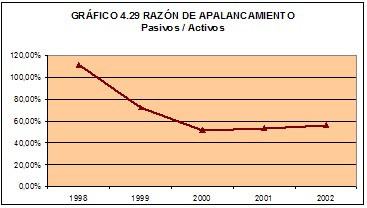 GRÁFICO 4.29 RAZÓN DE APALANCAMIENTO
Pasivos / Activos
120,00%
100,00%
80,00%
60,00%
40,00%
20,00%
0,00%
1998 1999 2000 2001 2002